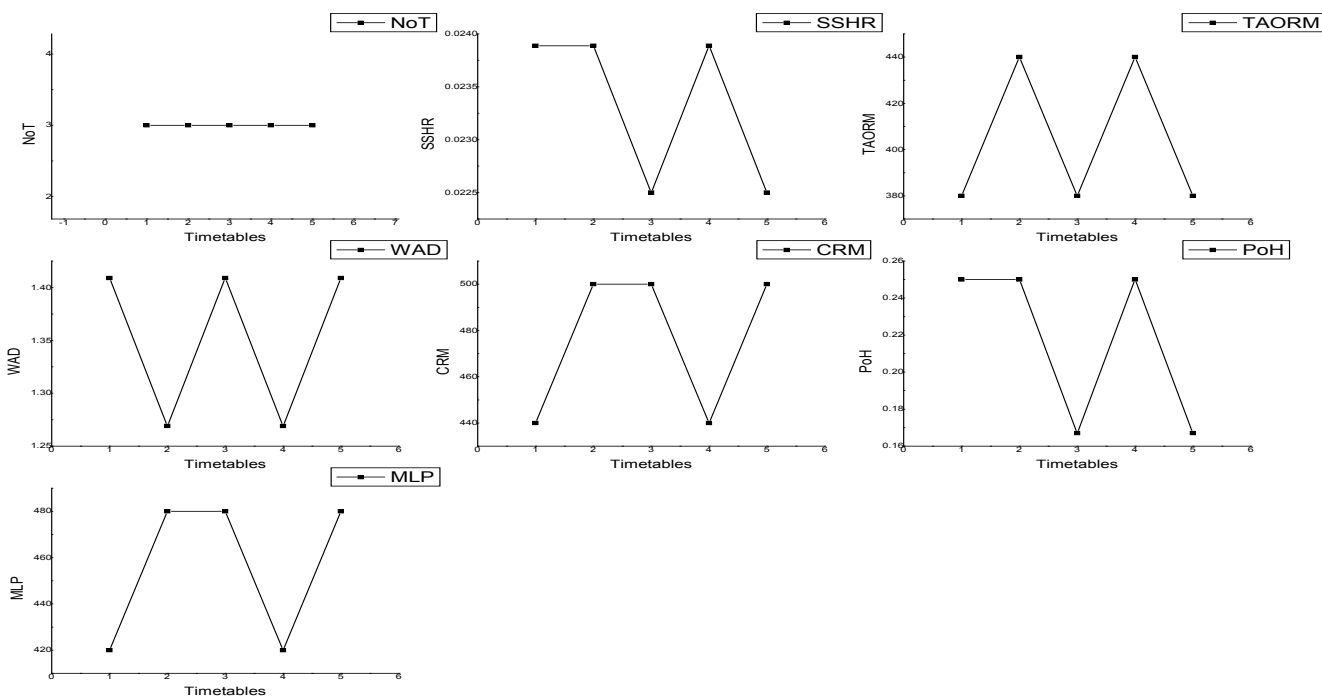 NoT
SSHR
TAORM
NoT
4
3
2
-1 0 1 2 3 4 5 6 7
Timetables
SSHR
0.0240
0.0235
0.0230
0.0225
0 1 2 3 4 5 6
Timetables
TAORM
440
420
400
380
0 1 2 3 4 5 6
Timetables
WAD
CRM
PoH
WAD
1.40
1.35
1.30
1.25
0 1 2 3 4 5 6
Timetables
CRM
500
480
460
440
0 1 2 3 4 5 6
Timetables
PoH
0.26
0.24
0.22
0.20
0.18
0.16
0 1 2 3 4 5 6
Timetables
MLP
MLP
480
460
440
420
0 1 2 3 4 5 6
Timetables